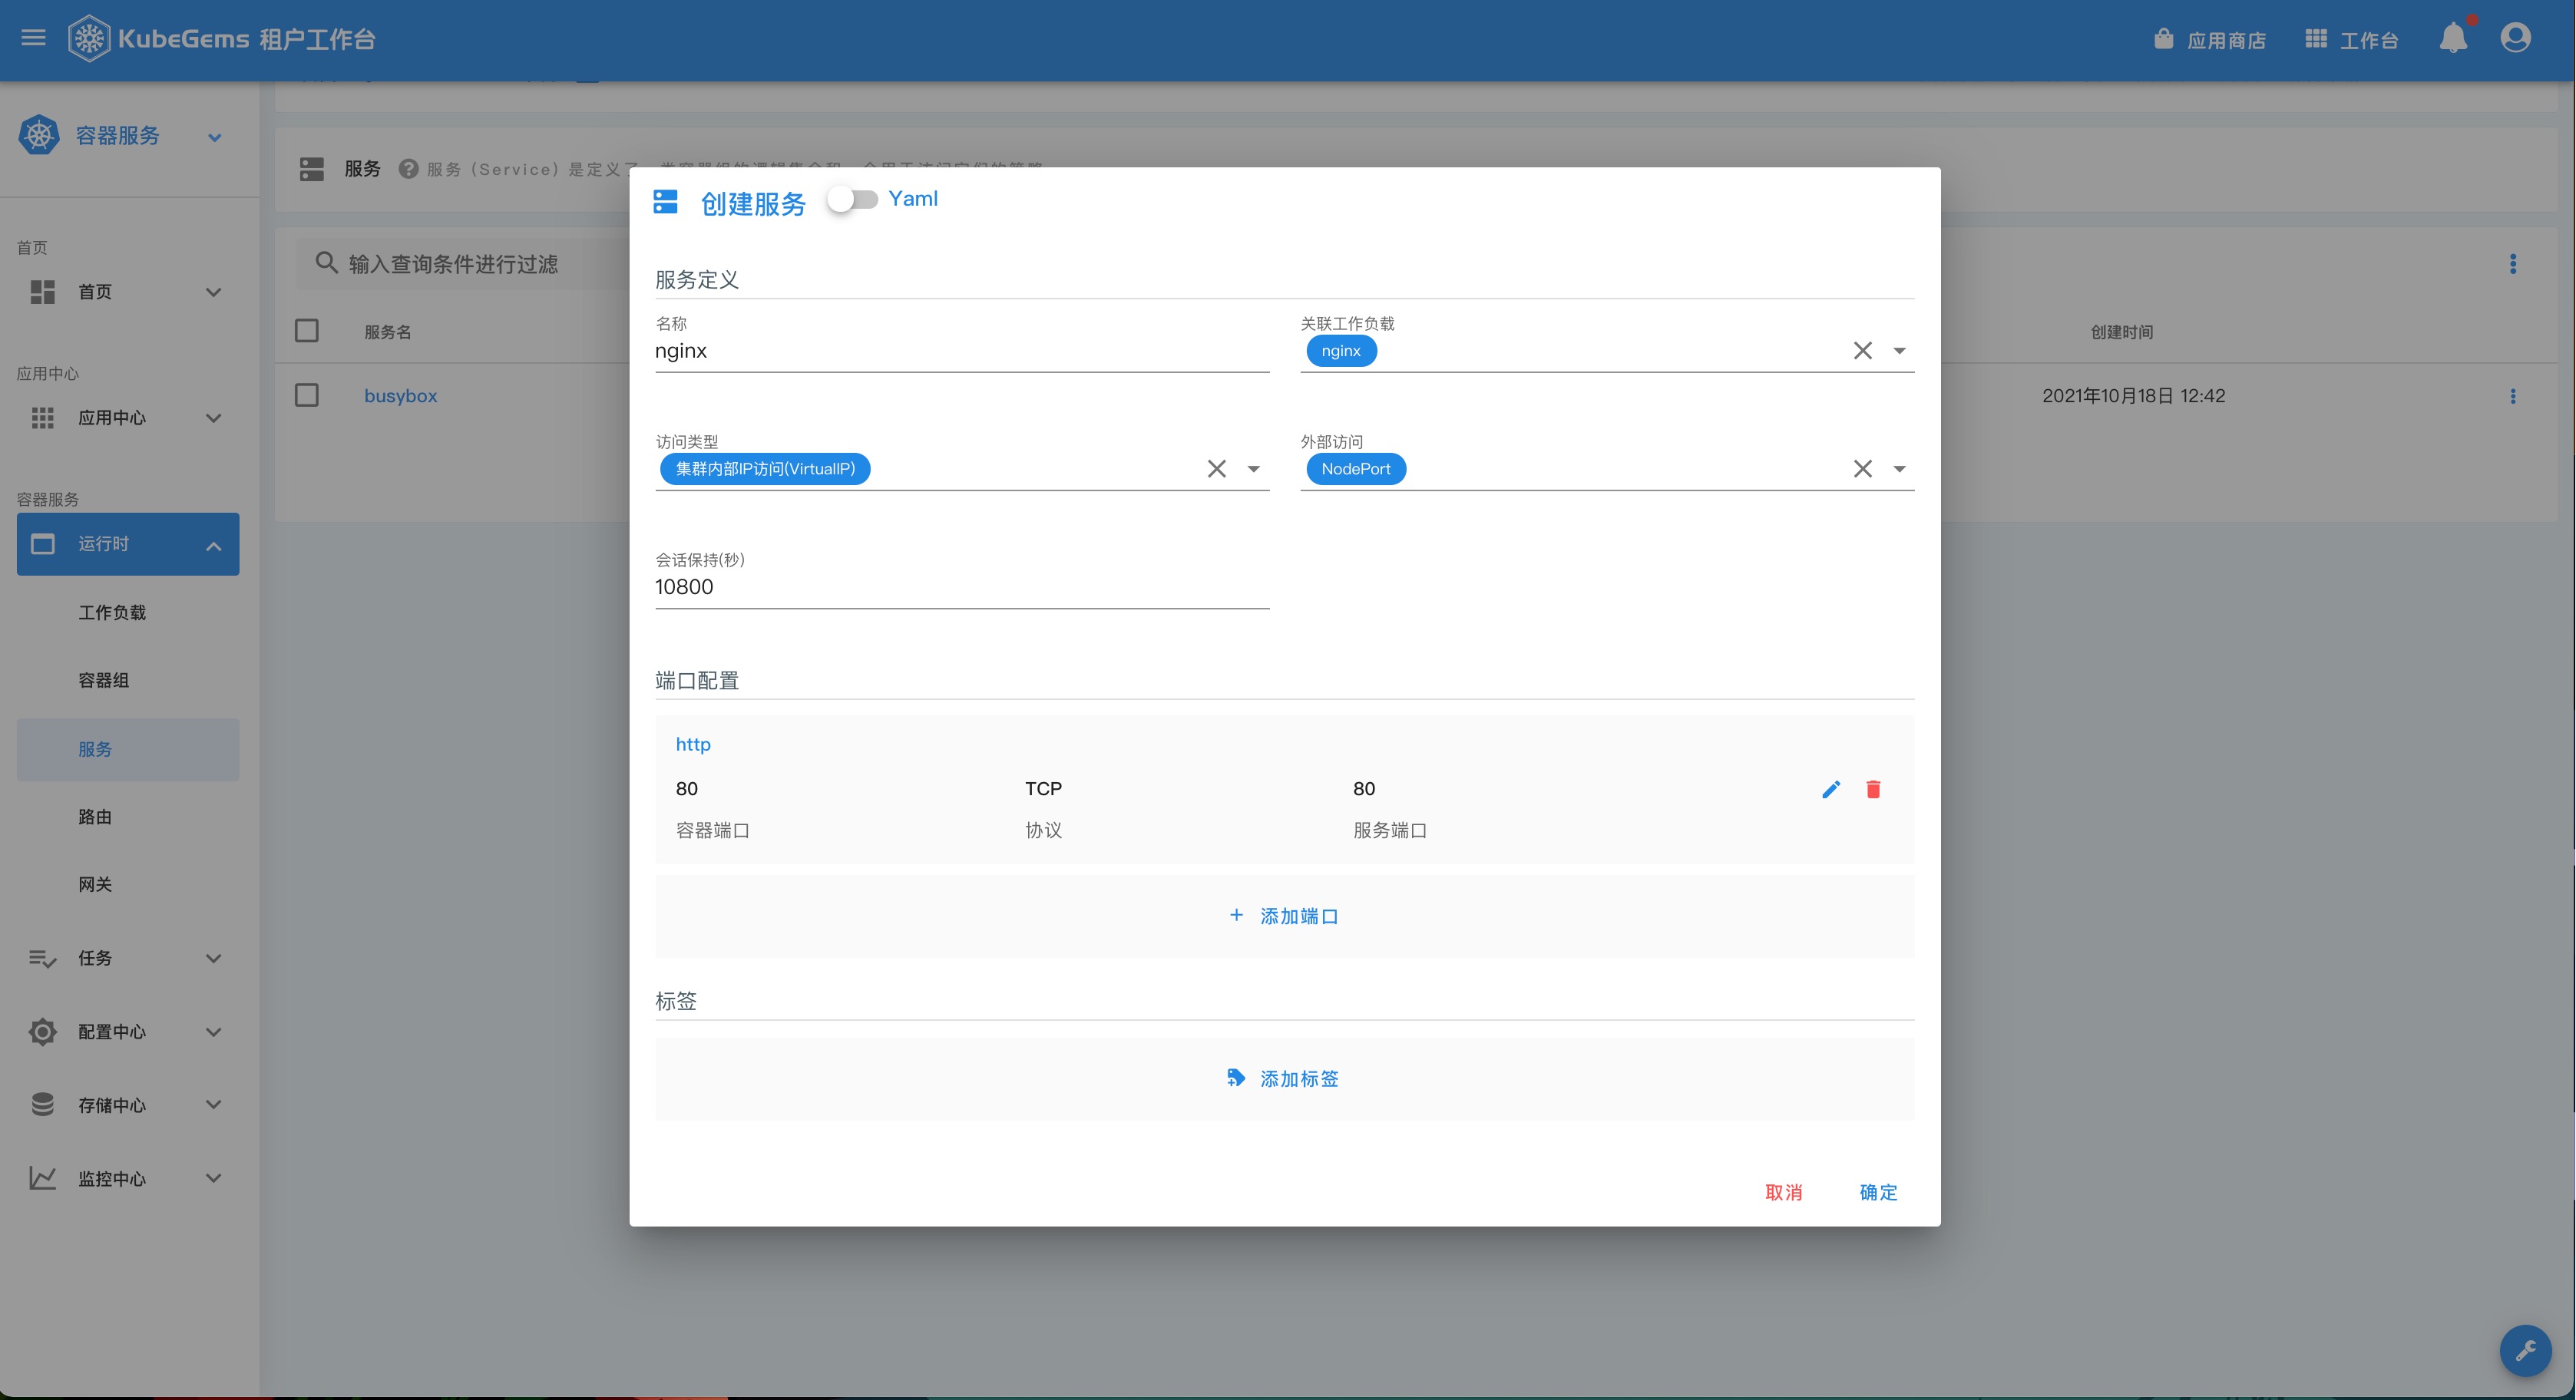 KubeGems 租户工作台
应用商店
工作台
容器服务
首页
首页
应用中心
应用中心
容器服务
运行时
工作负载
容器组
服务
路由
网关
任务
配置中心
存储中心
监控中心
服务
服务 (Service) 是定义了
输入查询条件进行过滤
服务名
创建时间
busybox
2021年10月18日 12:42
创建服务
Yaml
服务定义
名称
nginx
关联工作负载
nginx
访问类型
集群内部IP访问(VirtualIP)
外部访问
NodePort
会话保持(秒)
10800
端口配置
http
80
TCP
80
容器端口
协议
服务端口
添加端口
标签
添加标签
取消
确定